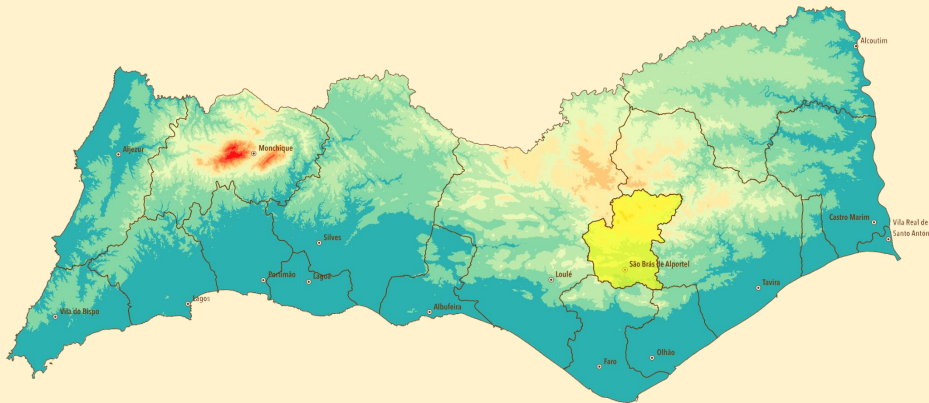 Alcoutim
Aljezur
Monchique
Castro Marim
Vila Real de
Santo Antón
Silves
São Brás de Alportel
Loulé
Portimão
Lagoa
Tavira
Lagos
Vila do Bispo
Albufeira
Olhão
Faro